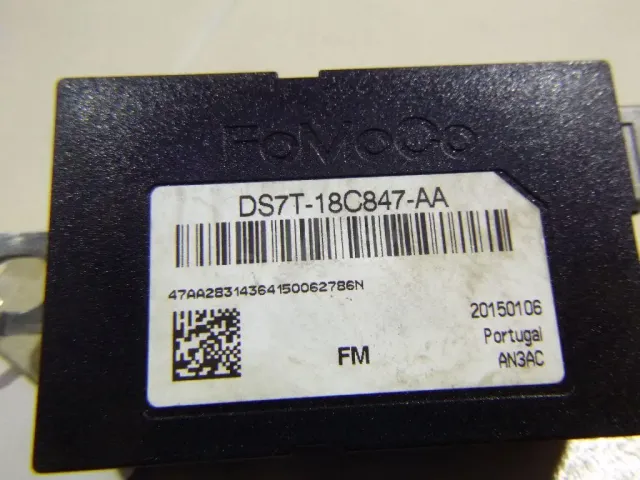 FoMoCo
DS7T-18C847-AA
47AA28314364150062786N
20150106
Portugal
FM
AN3AC